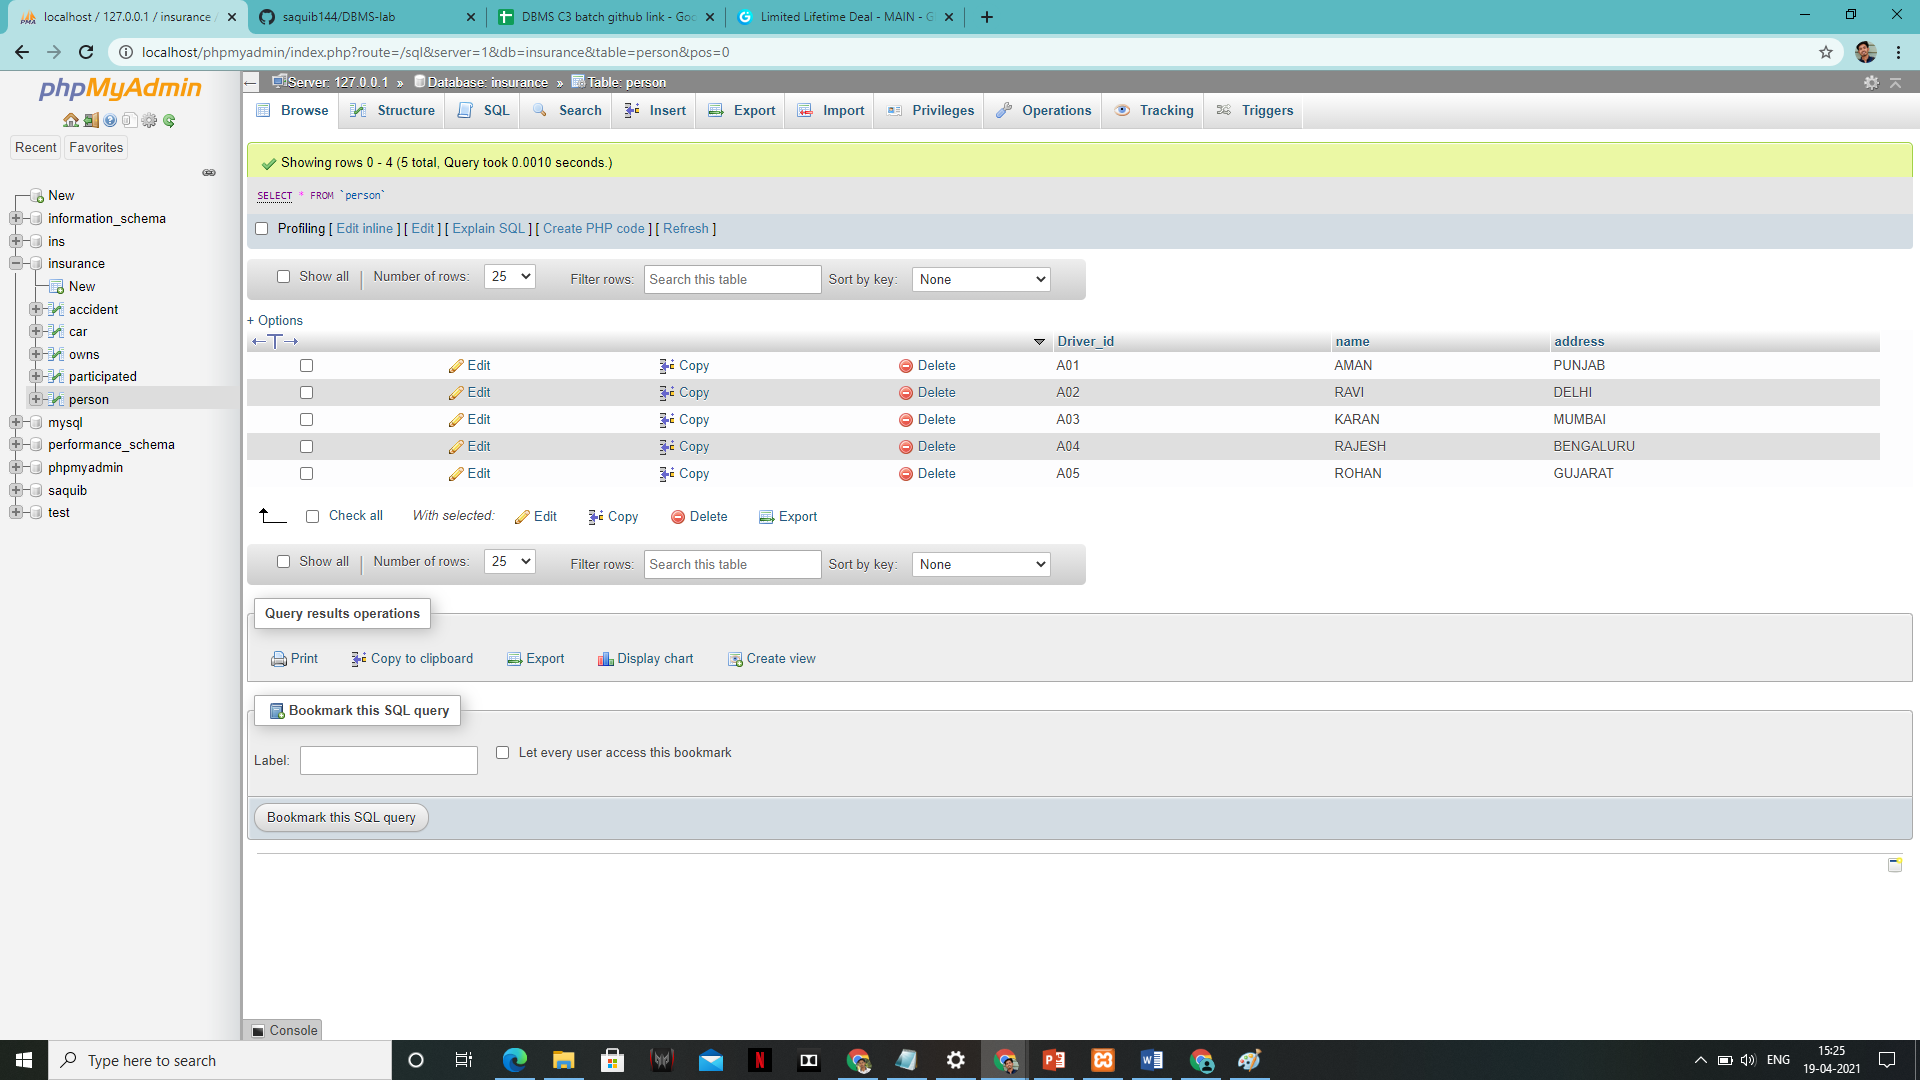 localhost / 127.0.0.1 / insurance /
saquib144/DBMS-lab
DBMS C3 batch github link - Goo
Limited Lifetime Deal - MAIN - G
localhost/phpmyadmin/index.php?route=/sql&server=1&db=insurance&table=person&pos=0
phpMyAdmin
Recent
Favorites
New
information_schema
ins
insurance
New
accident
car
owns
participated
person
mysql
performance_schema
phpmyadmin
saquib
test
Server: 127.0.0.1 » Database: insurance » Table: person
Browse Structure SQL Search Insert Export Import Privileges Operations Tracking Triggers
Showing rows 0 - 4 (5 total, Query took 0.0010 seconds.)
SELECT * FROM `person`
Profiling [ Edit inline ] [ Edit ] [ Explain SQL ] [ Create PHP code ] [ Refresh ]
Show all | Number of rows: 25 Filter rows: Search this table Sort by key: None
+ Options
←T→ Driver_id name address
Edit Copy Delete A01 AMAN PUNJAB
Edit Copy Delete A02 RAVI DELHI
Edit Copy Delete A03 KARAN MUMBAI
Edit Copy Delete A04 RAJESH BENGALURU
Edit Copy Delete A05 ROHAN GUJARAT
Check all With selected: Edit Copy Delete Export
Show all | Number of rows: 25 Filter rows: Search this table Sort by key: None
Query results operations
Print Copy to clipboard Export Display chart Create view
Bookmark this SQL query
Label: Let every user access this bookmark
Bookmark this SQL query
Console
Type here to search
ENG
15:25
19-04-2021